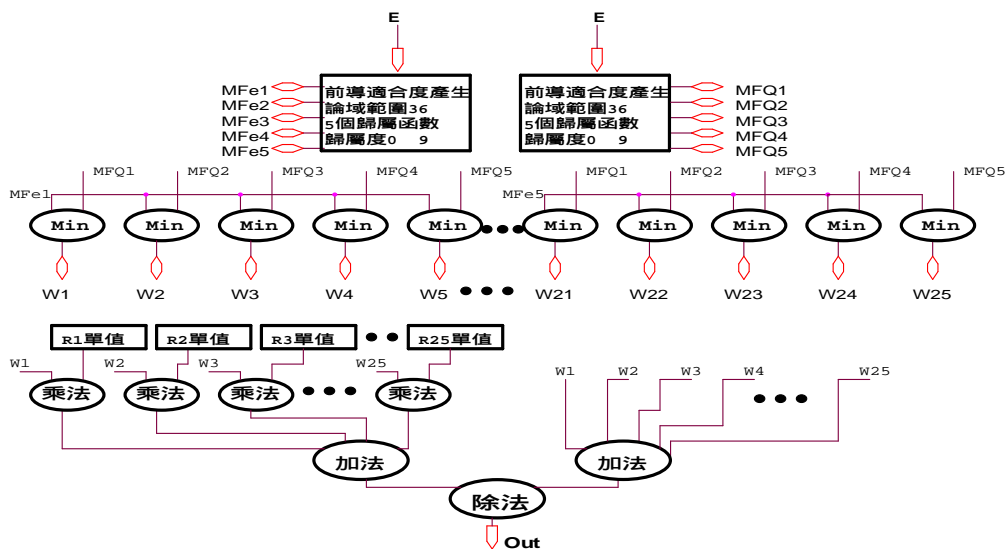 E
E
MFe1
MFe2
MFe3
MFe4
MFe5
前導適合度產生
論域範圍36
5個歸屬函數
歸屬度0 9
前導適合度產生
論域範圍36
5個歸屬函數
歸屬度0 9
MFQ1
MFQ2
MFQ3
MFQ4
MFQ5
MFQ1 MFQ2 MFQ3 MFQ4 MFQ5 MFQ1 MFQ2 MFQ3 MFQ4 MFQ5
MFe1 MFe5
Min Min Min Min Min Min Min Min Min Min
W1 W2 W3 W4 W5 W21 W22 W23 W24 W25
R1單值 R2單值 R3單值 R25單值
W1 W2 W3 W25
乘法 乘法 乘法 乘法
W1 W2 W3 W4 W25
加法 加法
除法
Out